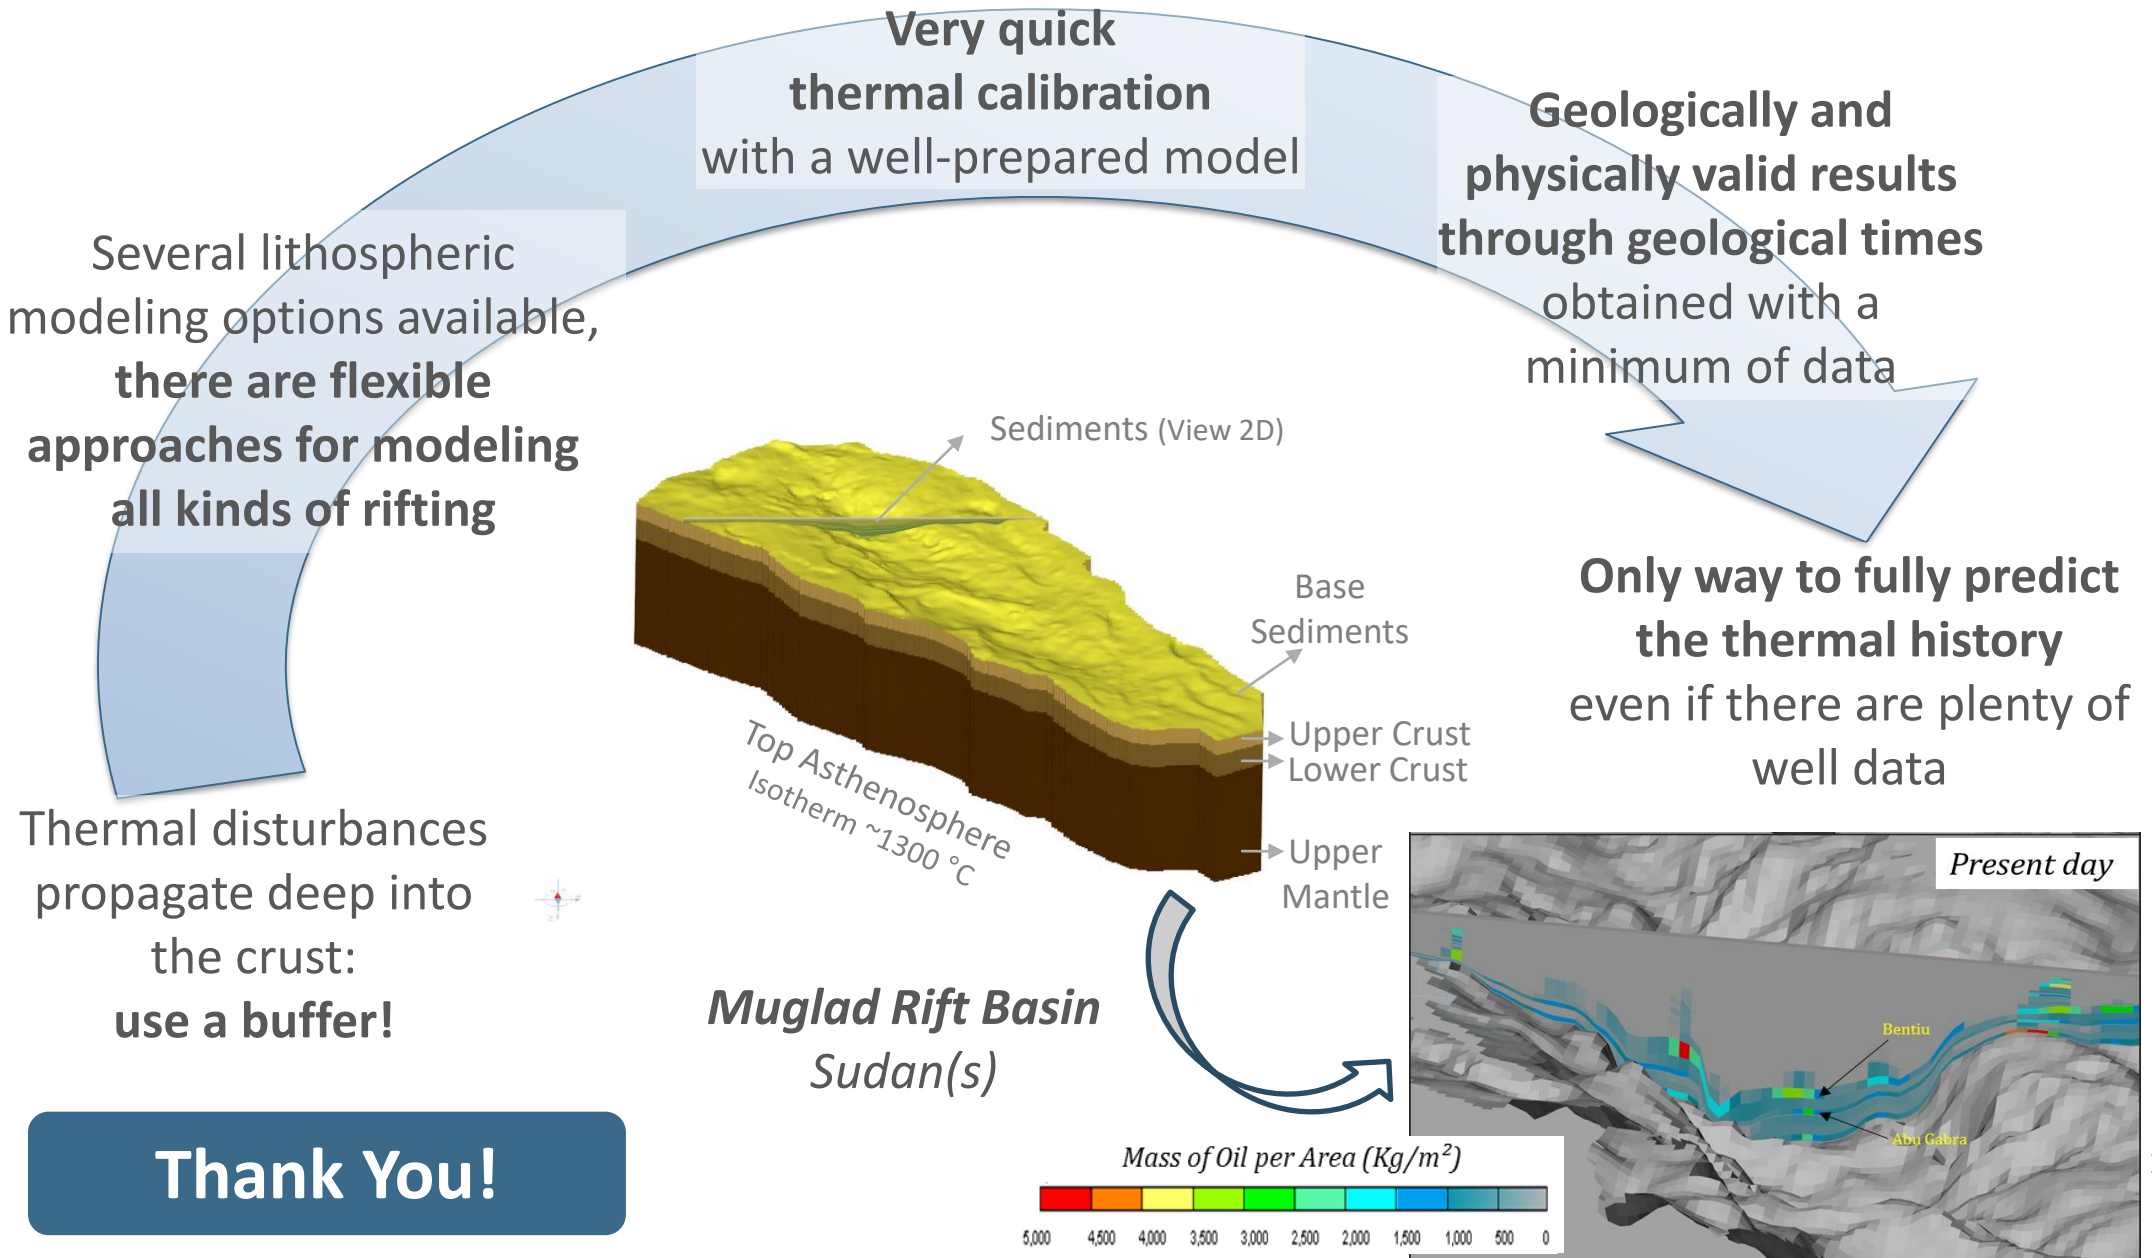 Very quick
thermal calibration
with a well-prepared model
Geologically and
physically valid results
through geological times
obtained with a
minimum of data
Several lithospheric
modeling options available,
there are flexible
approaches for modeling
all kinds of rifting
Sediments (View 2D)
Base
Sediments
Upper Crust
Lower Crust
Upper
Mantle
Top Asthenosphere
Isotherm ~1300 °C
Only way to fully predict
the thermal history
even if there are plenty of
well data
Thermal disturbances
propagate deep into
the crust:
use a buffer!
Muglad Rift Basin
Sudan(s)
Present day
Bentiu
Abu Gabra
Thank You!
Mass of Oil per Area (Kg/m²)
5,000 4,500 4,000 3,500 3,000 2,500 2,000 1,500 1,000 500 0